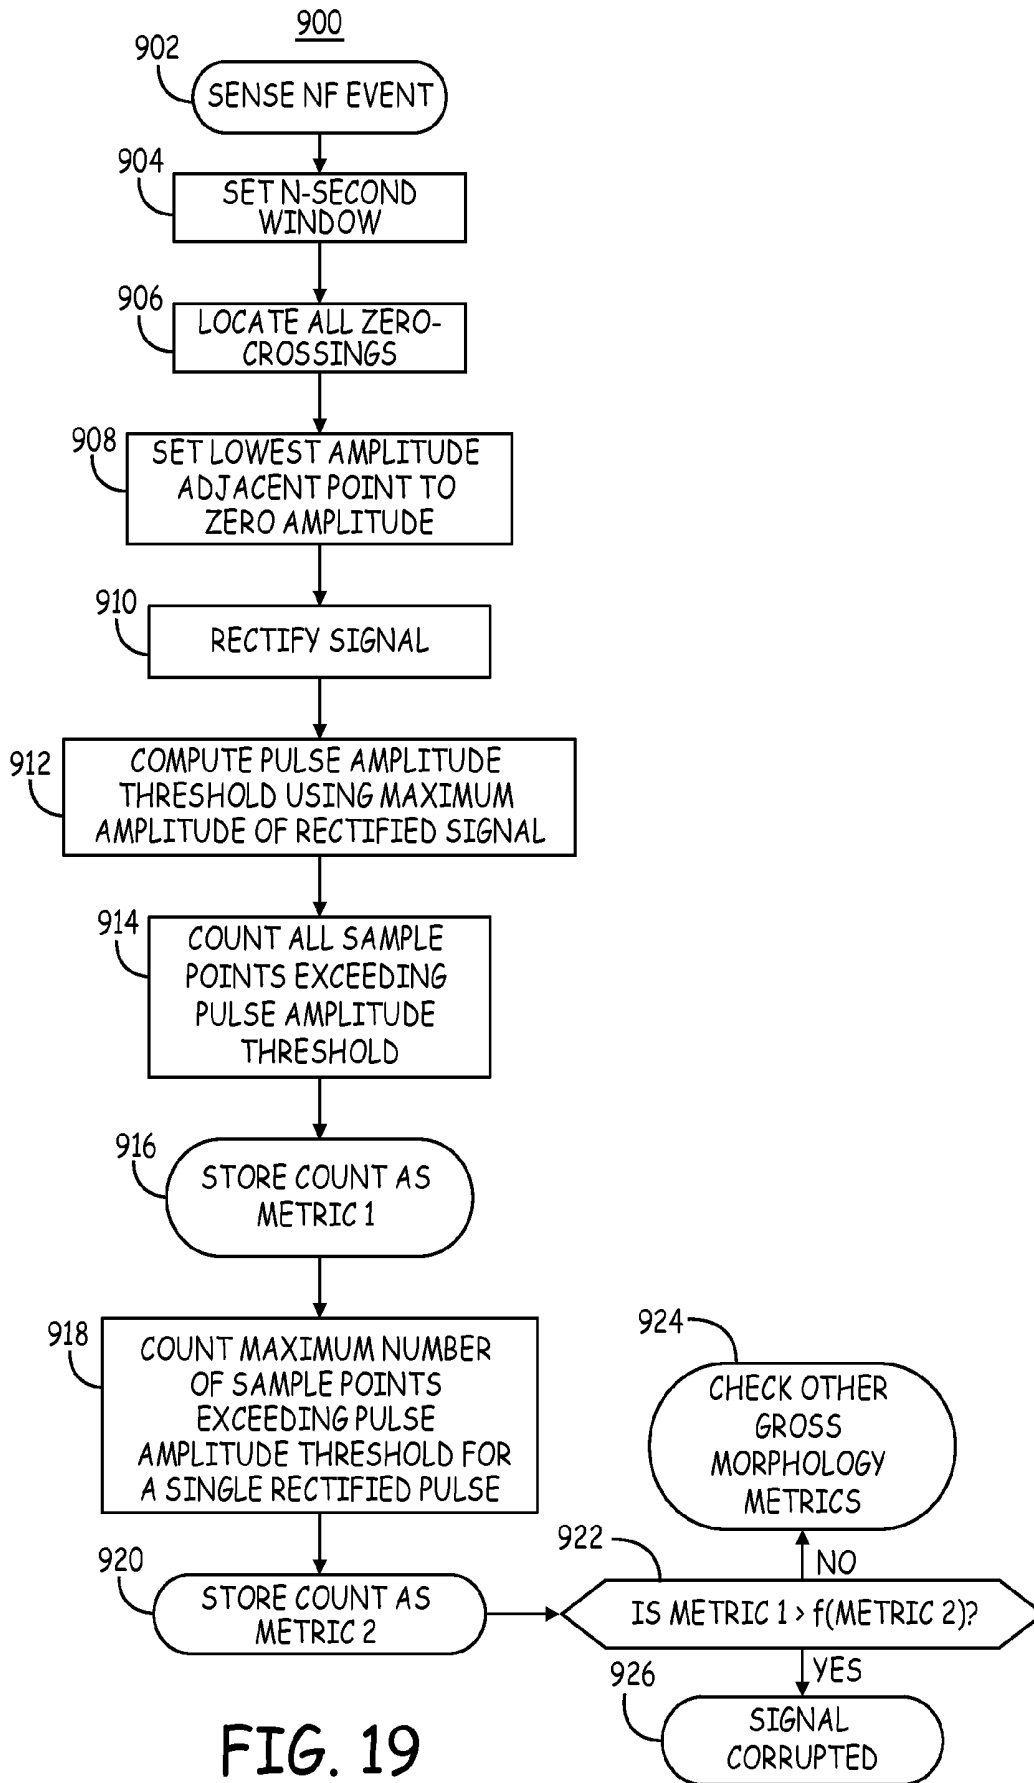 900
902
SENSE NF EVENT
904
SET N-SECOND
WINDOW
906
LOCATE ALL ZERO-
CROSSINGS
908
SET LOWEST AMPLITUDE
ADJACENT POINT TO
ZERO AMPLITUDE
910
RECTIFY SIGNAL
912
COMPUTE PULSE AMPLITUDE
THRESHOLD USING MAXIMUM
AMPLITUDE OF RECTIFIED SIGNAL
914
COUNT ALL SAMPLE
POINTS EXCEEDING
PULSE AMPLITUDE
THRESHOLD
916
STORE COUNT AS
METRIC 1
918
COUNT MAXIMUM NUMBER
OF SAMPLE POINTS
EXCEEDING PULSE
AMPLITUDE THRESHOLD FOR
A SINGLE RECTIFIED PULSE
920
STORE COUNT AS
METRIC 2
922
IS METRIC 1 > f(METRIC 2)?
NO
924
CHECK OTHER
GROSS
MORPHOLOGY
METRICS
YES
926
SIGNAL
CORRUPTED
FIG. 19